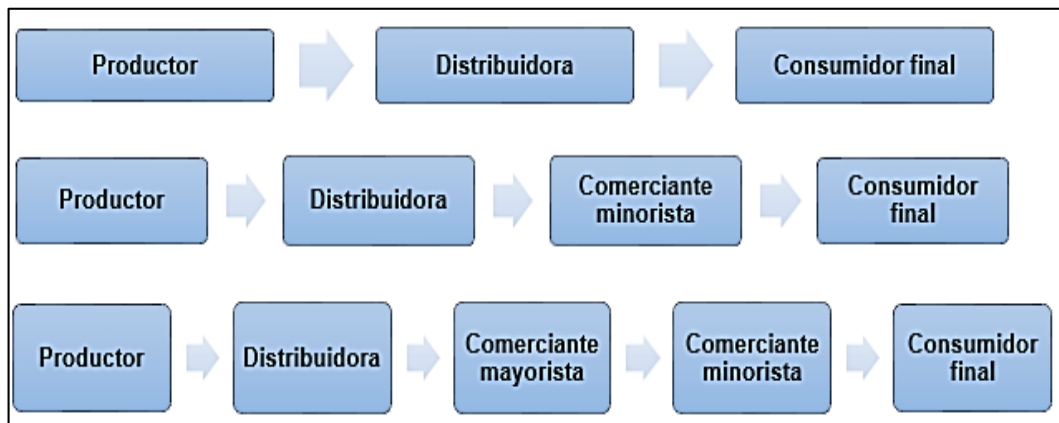 Productor
Distribuidora
Consumidor final
Productor
Distribuidora
Comerciante
minorista
Consumidor
final
Productor
Distribuidora
Comerciante
mayorista
Comerciante
minorista
Consumidor
final